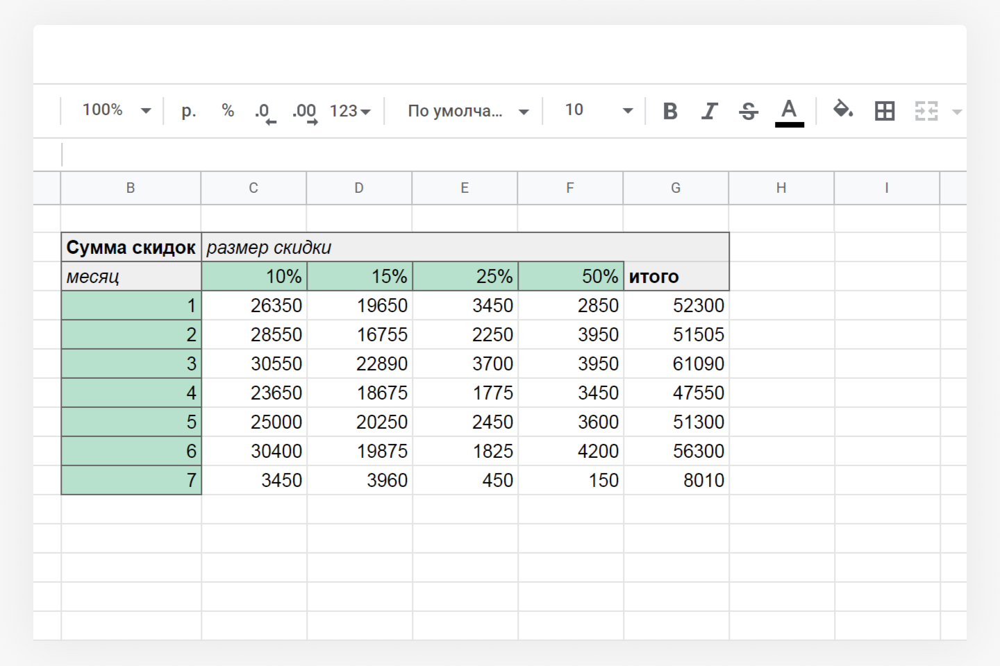 100% р. % .0 .00 123 По умолча... 10 B I S A
B C D E F G H I
Сумма скидок размер скидки
месяц 10% 15% 25% 50% итого
1 26350 19650 3450 2850 52300
2 28550 16755 2250 3950 51505
3 30550 22890 3700 3950 61090
4 23650 18675 1775 3450 47550
5 25000 20250 2450 3600 51300
6 30400 19875 1825 4200 56300
7 3450 3960 450 150 8010